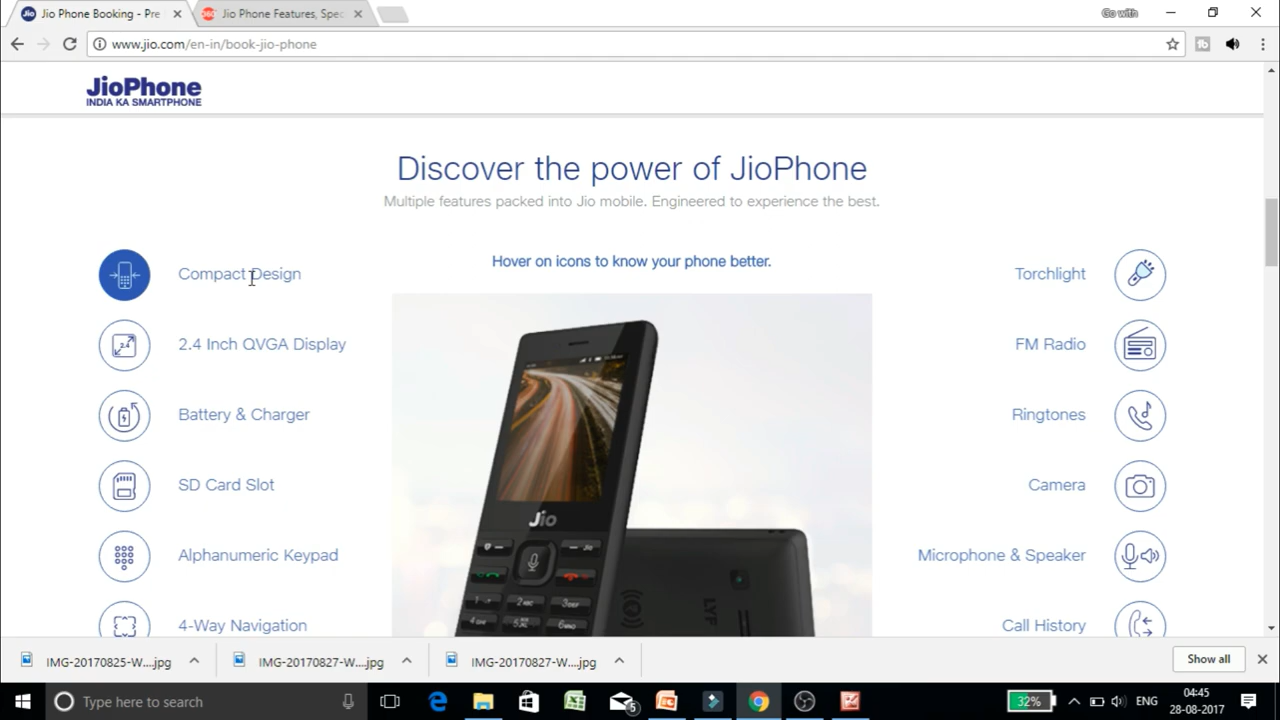 Jio Phone Booking - Pre
Jio Phone Features, Spec
Go with
www.jio.com/en-in/book-jio-phone
JioPhone
INDIA KA SMARTPHONE
Discover the power of JioPhone
Multiple features packed into Jio mobile. Engineered to experience the best.
Hover on icons to know your phone better.
Compact Design
2.4 Inch QVGA Display
Battery & Charger
SD Card Slot
Alphanumeric Keypad
4-Way Navigation
Torchlight
FM Radio
Ringtones
Camera
Microphone & Speaker
Call History
Jio
LYF
IMG-20170825-W....jpg
IMG-20170827-W....jpg
IMG-20170827-W....jpg
Show all
Type here to search
5
32%
ENG
04:45
28-08-2017